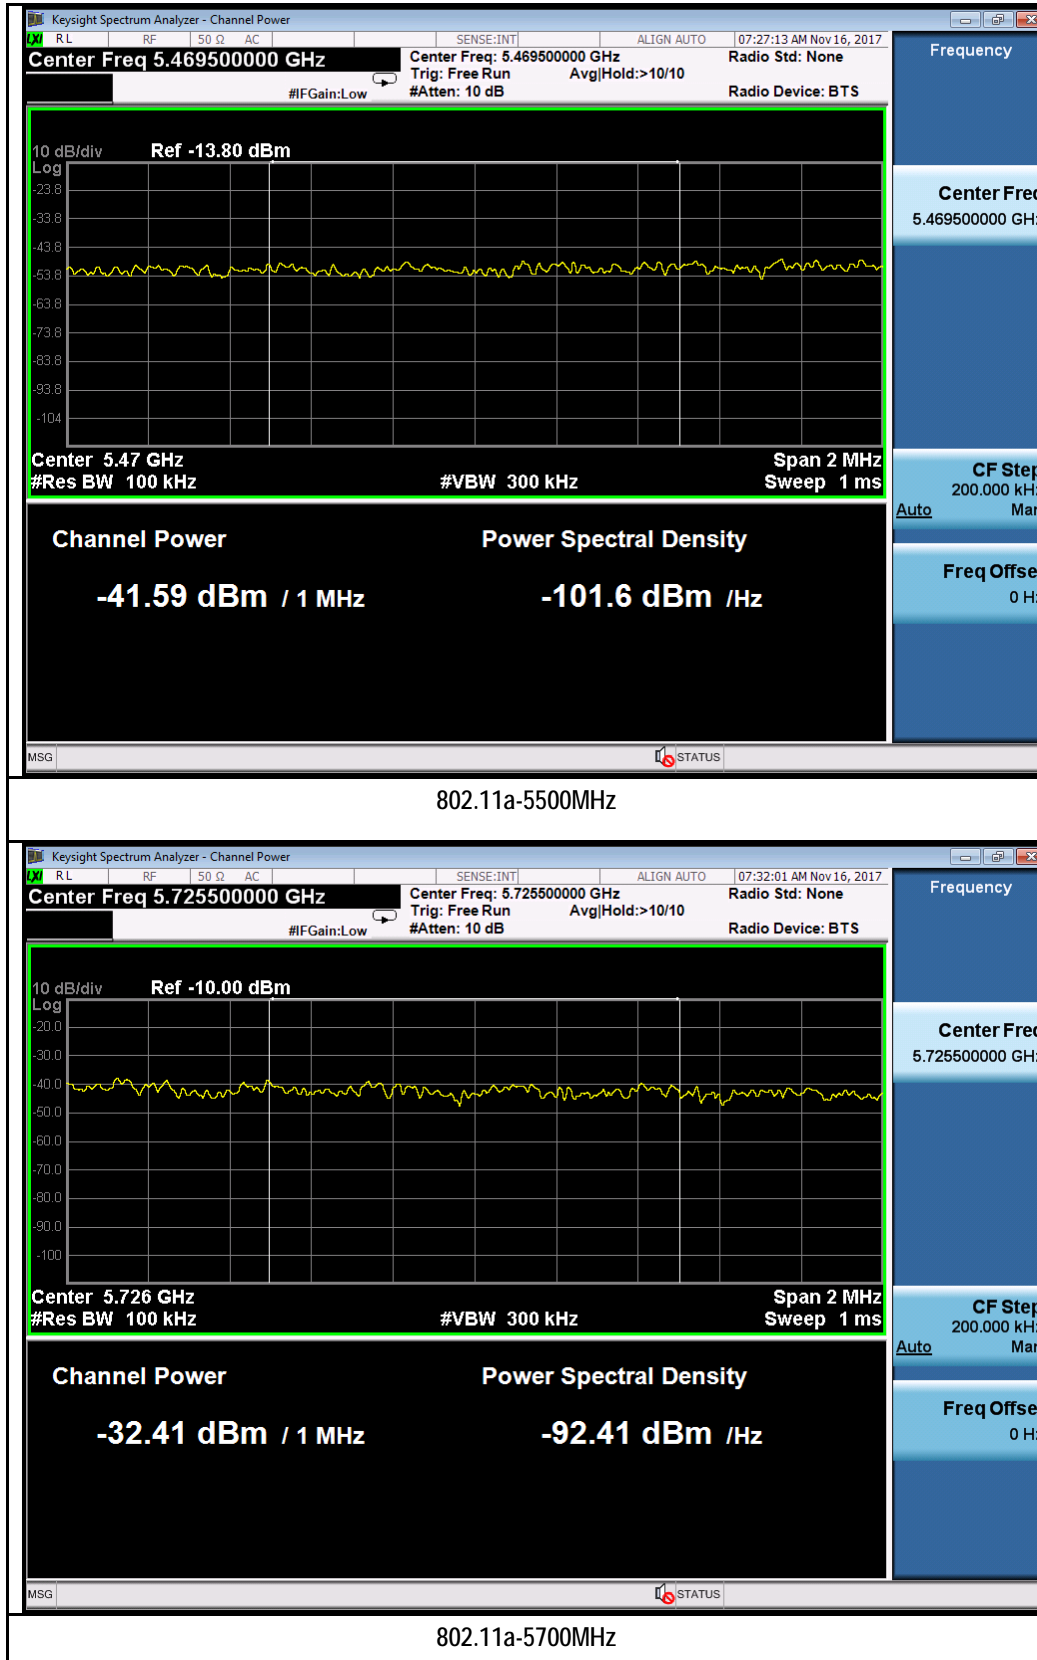 Keysight Spectrum Analyzer - Channel Power
LXI RL RF 50 Ω AC SENSE:INT ALIGN AUTO 07:27:13 AM Nov 16, 2017
Center Freq 5.469500000 GHz Center Freq: 5.469500000 GHz Radio Std: None Frequency
Trig: Free Run Avg|Hold:>10/10
#IFGain:Low #Atten: 10 dB Radio Device: BTS
10 dB/div Ref -13.80 dBm
Log
-23.8
-33.8
-43.8
-53.8
-63.8
-73.8
-83.8
-93.8
-104
Center Freq
5.469500000 GHz
Center 5.47 GHz Span 2 MHz
#Res BW 100 kHz #VBW 300 kHz Sweep 1 ms
CF Step
200.000 kHz
Auto Man
Channel Power Power Spectral Density
-41.59 dBm / 1 MHz -101.6 dBm /Hz
Freq Offset
0 Hz
MSG STATUS
802.11a-5500MHz
Keysight Spectrum Analyzer - Channel Power
LXI RL RF 50 Ω AC SENSE:INT ALIGN AUTO 07:32:01 AM Nov 16, 2017
Center Freq 5.725500000 GHz Center Freq: 5.725500000 GHz Radio Std: None Frequency
Trig: Free Run Avg|Hold:>10/10
#IFGain:Low #Atten: 10 dB Radio Device: BTS
10 dB/div Ref -10.00 dBm
Log
-20.0
-30.0
-40.0
-50.0
-60.0
-70.0
-80.0
-90.0
-100
Center Freq
5.725500000 GHz
Center 5.726 GHz Span 2 MHz
#Res BW 100 kHz #VBW 300 kHz Sweep 1 ms
CF Step
200.000 kHz
Auto Man
Channel Power Power Spectral Density
-32.41 dBm / 1 MHz -92.41 dBm /Hz
Freq Offset
0 Hz
MSG STATUS
802.11a-5700MHz